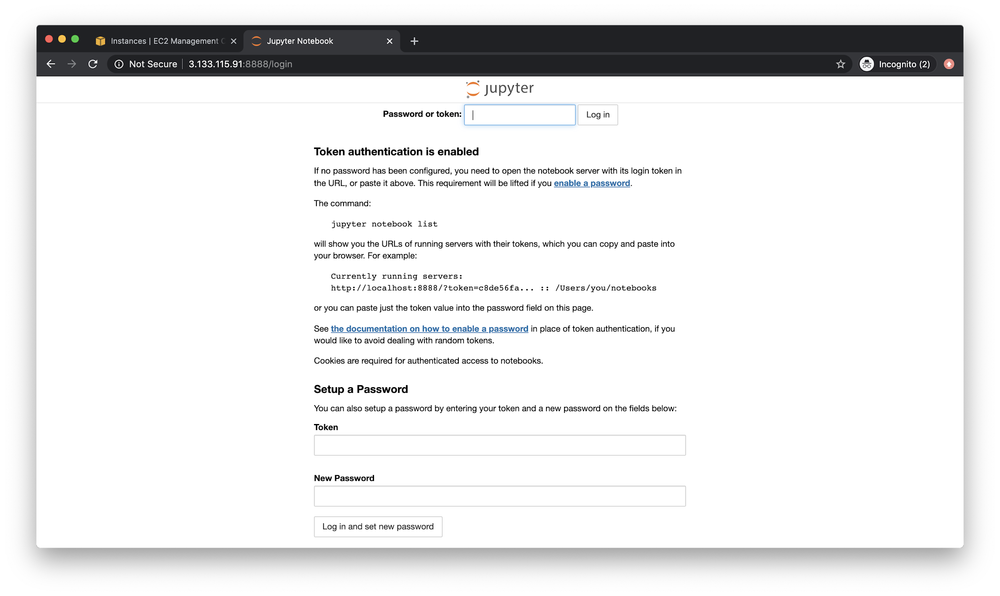 Instances | EC2 Management C
Jupyter Notebook
Not Secure | 3.133.115.91:8888/login
Incognito (2)
jupyter
Password or token:
Log in
Token authentication is enabled
If no password has been configured, you need to open the notebook server with its login token in
the URL, or paste it above. This requirement will be lifted if you enable a password.
The command:
jupyter notebook list
will show you the URLs of running servers with their tokens, which you can copy and paste into
your browser. For example:
Currently running servers:
http://localhost:8888/?token=c8de56fa... :: /Users/you/notebooks
or you can paste just the token value into the password field on this page.
See the documentation on how to enable a password in place of token authentication, if you
would like to avoid dealing with random tokens.
Cookies are required for authenticated access to notebooks.
Setup a Password
You can also setup a password by entering your token and a new password on the fields below:
Token
New Password
Log in and set new password